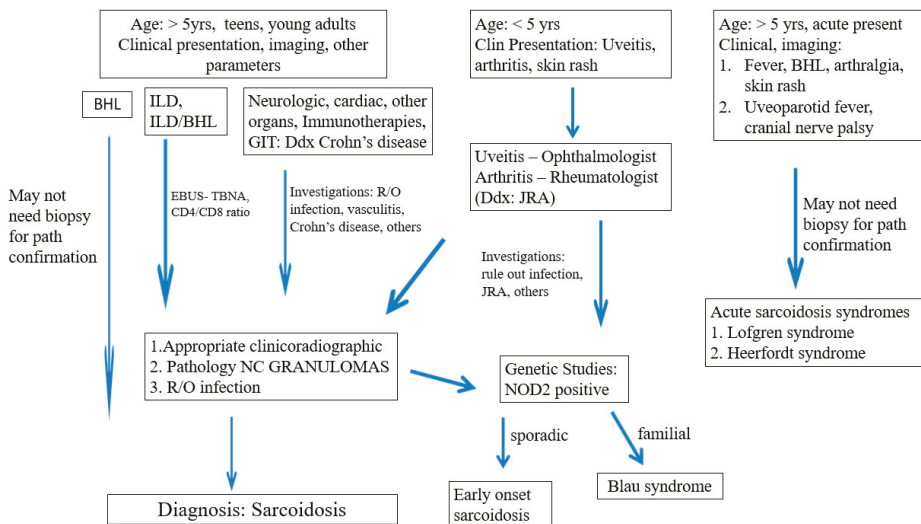 Age: > 5yrs, teens, young adults
Clinical presentation, imaging, other
parameters
Age: < 5 yrs
Clin Presentation: Uveitis,
arthritis, skin rash
Age: > 5 yrs, acute present
Clinical, imaging:
1. Fever, BHL, arthralgia,
skin rash
2. Uveoparotid fever,
cranial nerve palsy
BHL
ILD,
ILD/BHL
Neurologic, cardiac, other
organs, Immunotherapies,
GIT: Ddx Crohn's disease
Uveitis – Ophthalmologist
Arthritis – Rheumatologist
(Ddx: JRA)
May not
need biopsy
for path
confirmation
EBUS- TBNA,
CD4/CD8 ratio
Investigations: R/O
infection, vasculitis,
Crohn's disease, others
Investigations:
rule out infection,
JRA, others
May not need
biopsy for path
confirmation
Acute sarcoidosis syndromes
1. Lofgren syndrome
2. Heerfordt syndrome
1.Appropriate clinicoradiographic
2. Pathology NC GRANULOMAS
3. R/O infection
Genetic Studies:
NOD2 positive
sporadic
familial
Diagnosis: Sarcoidosis
Early onset
sarcoidosis
Blau syndrome